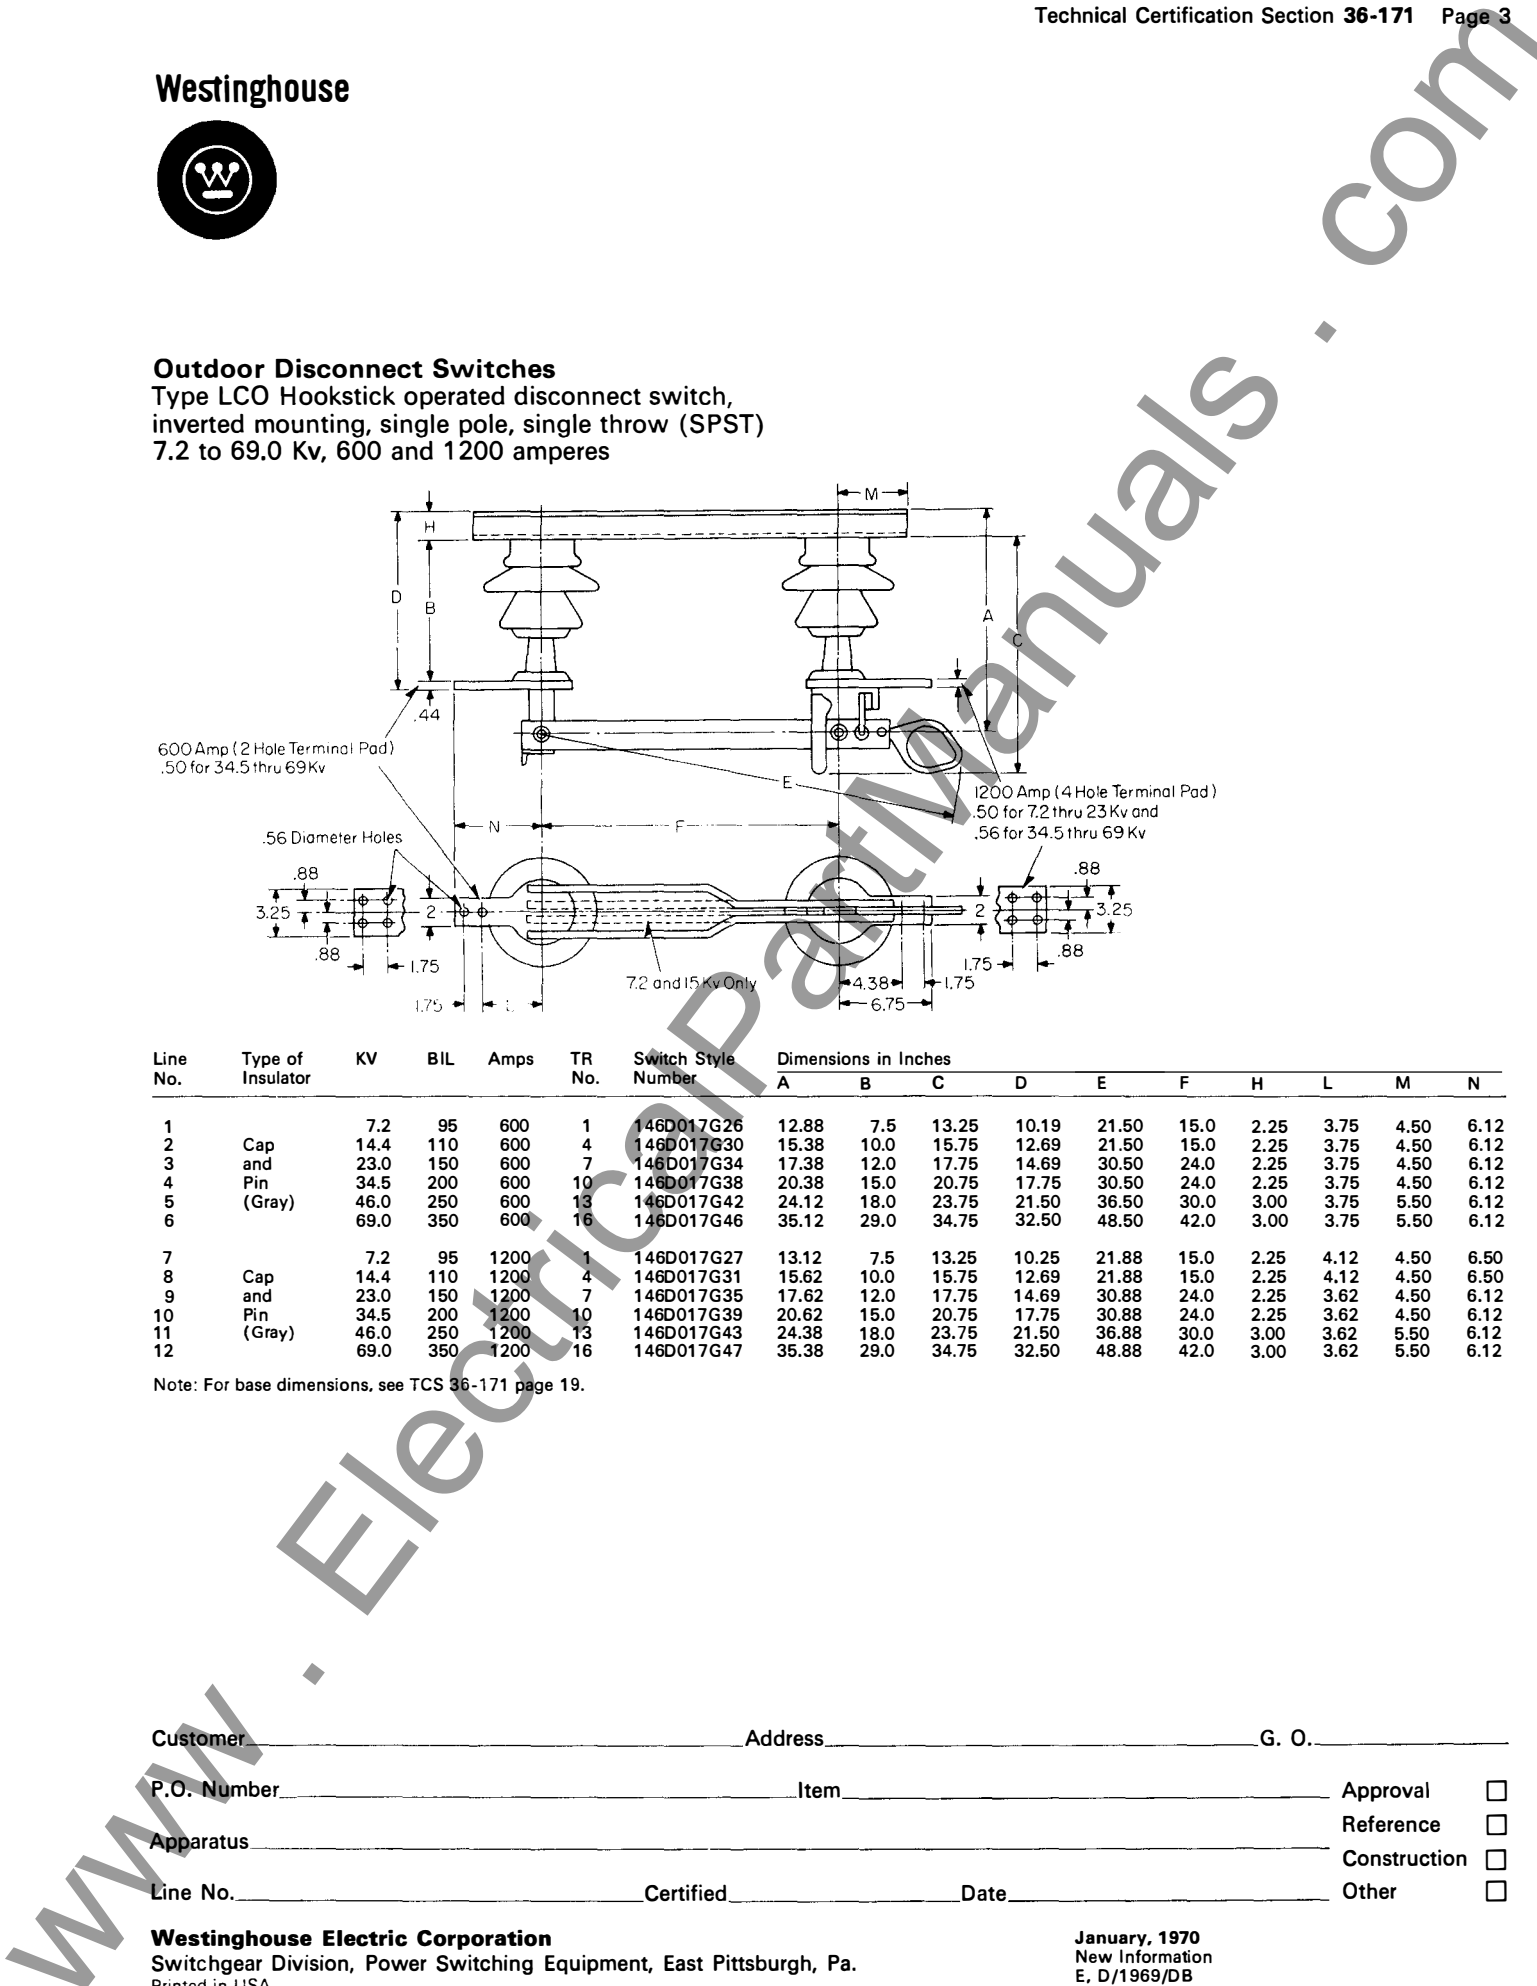 Technical Certification Section 36-171 Page 3
Westinghouse
W
Outdoor Disconnect Switches
Type LCO Hookstick operated disconnect switch,
inverted mounting, single pole, single throw (SPST)
7.2 to 69.0 Kv, 600 and 1200 amperes
M
H
D
B
A
C
.44
600 Amp (2 Hole Terminal Pad)
.50 for 34.5 thru 69 Kv
E
1200 Amp (4 Hole Terminal Pad)
.50 for 7.2 thru 23 Kv and
.56 for 34.5 thru 69 Kv
N
F
.56 Diameter Holes
.88
.88
3.25
2
2
3.25
.88
1.75
7.2 and 15 Kv Only
1.75
.88
4.38
1.75
1.75
L
6.75
Line No. Type of Insulator KV BIL Amps TR No. Switch Style Number Dimensions in Inches
A B C D E F H L M N
1 7.2 95 600 1 146D017G26 12.88 7.5 13.25 10.19 21.50 15.0 2.25 3.75 4.50 6.12
2 Cap 14.4 110 600 4 146D017G30 15.38 10.0 15.75 12.69 21.50 15.0 2.25 3.75 4.50 6.12
3 and 23.0 150 600 7 146D017G34 17.38 12.0 17.75 14.69 30.50 24.0 2.25 3.75 4.50 6.12
4 Pin 34.5 200 600 10 146D017G38 20.38 15.0 20.75 17.75 30.50 24.0 2.25 3.75 4.50 6.12
5 (Gray) 46.0 250 600 13 146D017G42 24.12 18.0 23.75 21.50 36.50 30.0 3.00 3.75 5.50 6.12
6 69.0 350 600 16 146D017G46 35.12 29.0 34.75 32.50 48.50 42.0 3.00 3.75 5.50 6.12
7 7.2 95 1200 1 146D017G27 13.12 7.5 13.25 10.25 21.88 15.0 2.25 4.12 4.50 6.50
8 Cap 14.4 110 1200 4 146D017G31 15.62 10.0 15.75 12.69 21.88 15.0 2.25 4.12 4.50 6.50
9 and 23.0 150 1200 7 146D017G35 17.62 12.0 17.75 14.69 30.88 24.0 2.25 3.62 4.50 6.12
10 Pin 34.5 200 1200 10 146D017G39 20.62 15.0 20.75 17.75 30.88 24.0 2.25 3.62 4.50 6.12
11 (Gray) 46.0 250 1200 13 146D017G43 24.38 18.0 23.75 21.50 36.88 30.0 3.00 3.62 5.50 6.12
12 69.0 350 1200 16 146D017G47 35.38 29.0 34.75 32.50 48.88 42.0 3.00 3.62 5.50 6.12
Note: For base dimensions, see TCS 36-171 page 19.
Customer Address G. O.
P.O. Number Item Approval
Reference
Apparatus
Construction
Line No. Certified Date Other
Westinghouse Electric Corporation
Switchgear Division, Power Switching Equipment, East Pittsburgh, Pa.
Printed in USA
January, 1970
New Information
E, D/1969/DB
www . ElectricalPartManuals . com